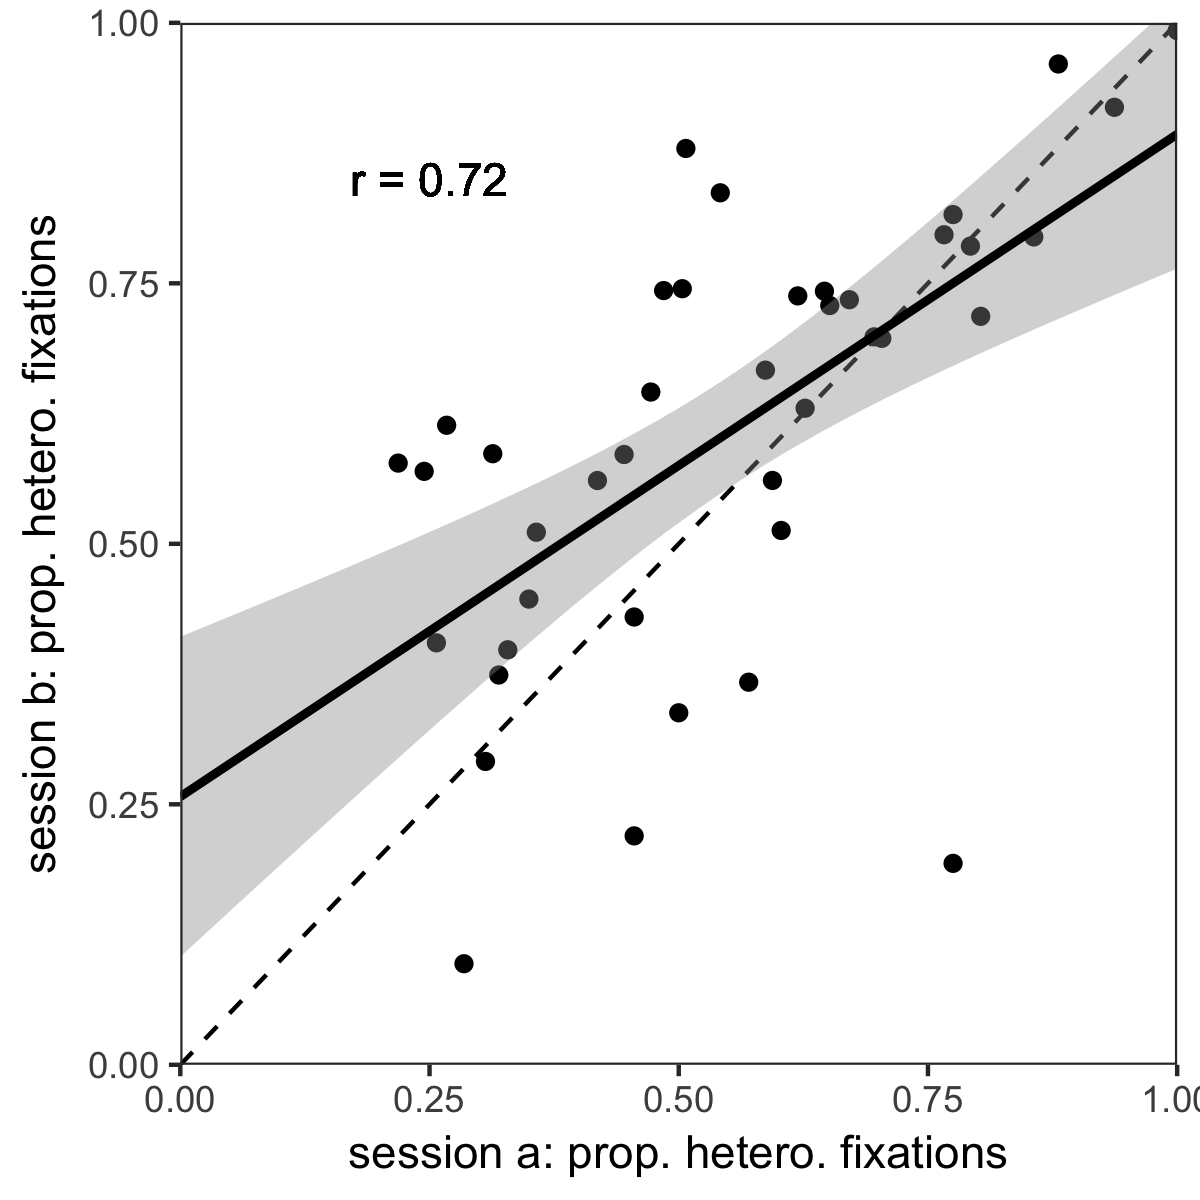 1.00
r = 0.72
0.75
session b: prop. hetero. fixations
0.50
0.25
0.00
0.00 0.25 0.50 0.75 1.00
session a: prop. hetero. fixations